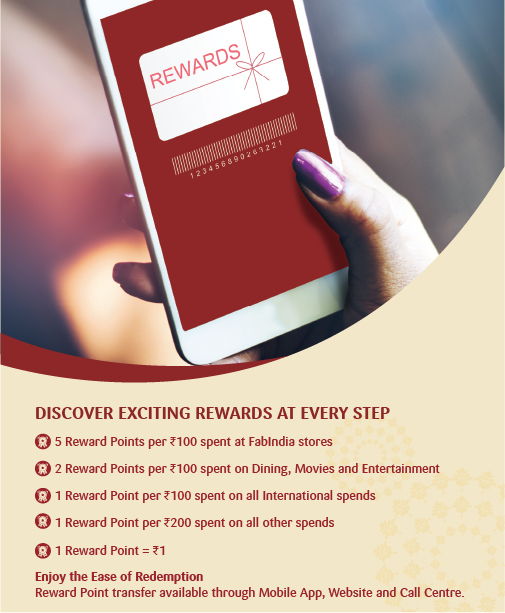 REWARDS
123456890263221
DISCOVER EXCITING REWARDS AT EVERY STEP
5 Reward Points per ₹100 spent at FabIndia stores
2 Reward Points per ₹100 spent on Dining, Movies and Entertainment
1 Reward Point per ₹100 spent on all International spends
1 Reward Point per ₹200 spent on all other spends
1 Reward Point = ₹1
Enjoy the Ease of Redemption
Reward Point transfer available through Mobile App, Website and Call Centre.